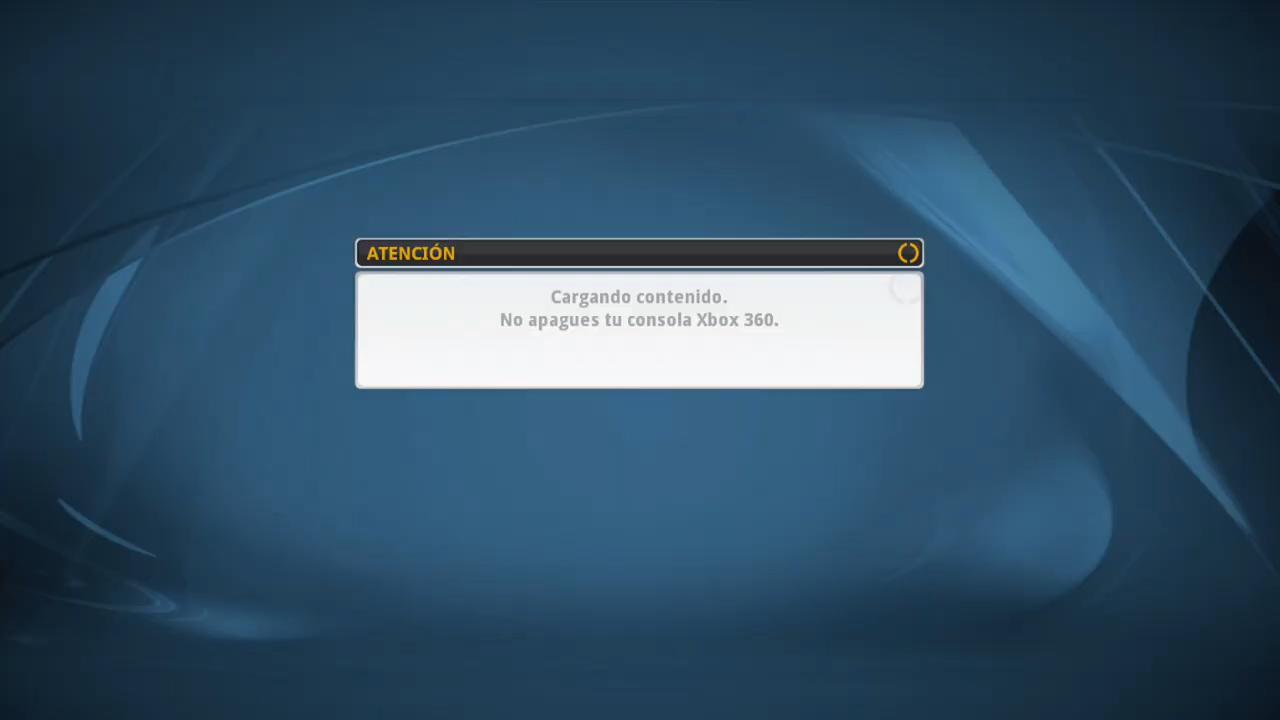 ATENCIÓN
Cargando contenido.
No apagues tu consola Xbox 360.